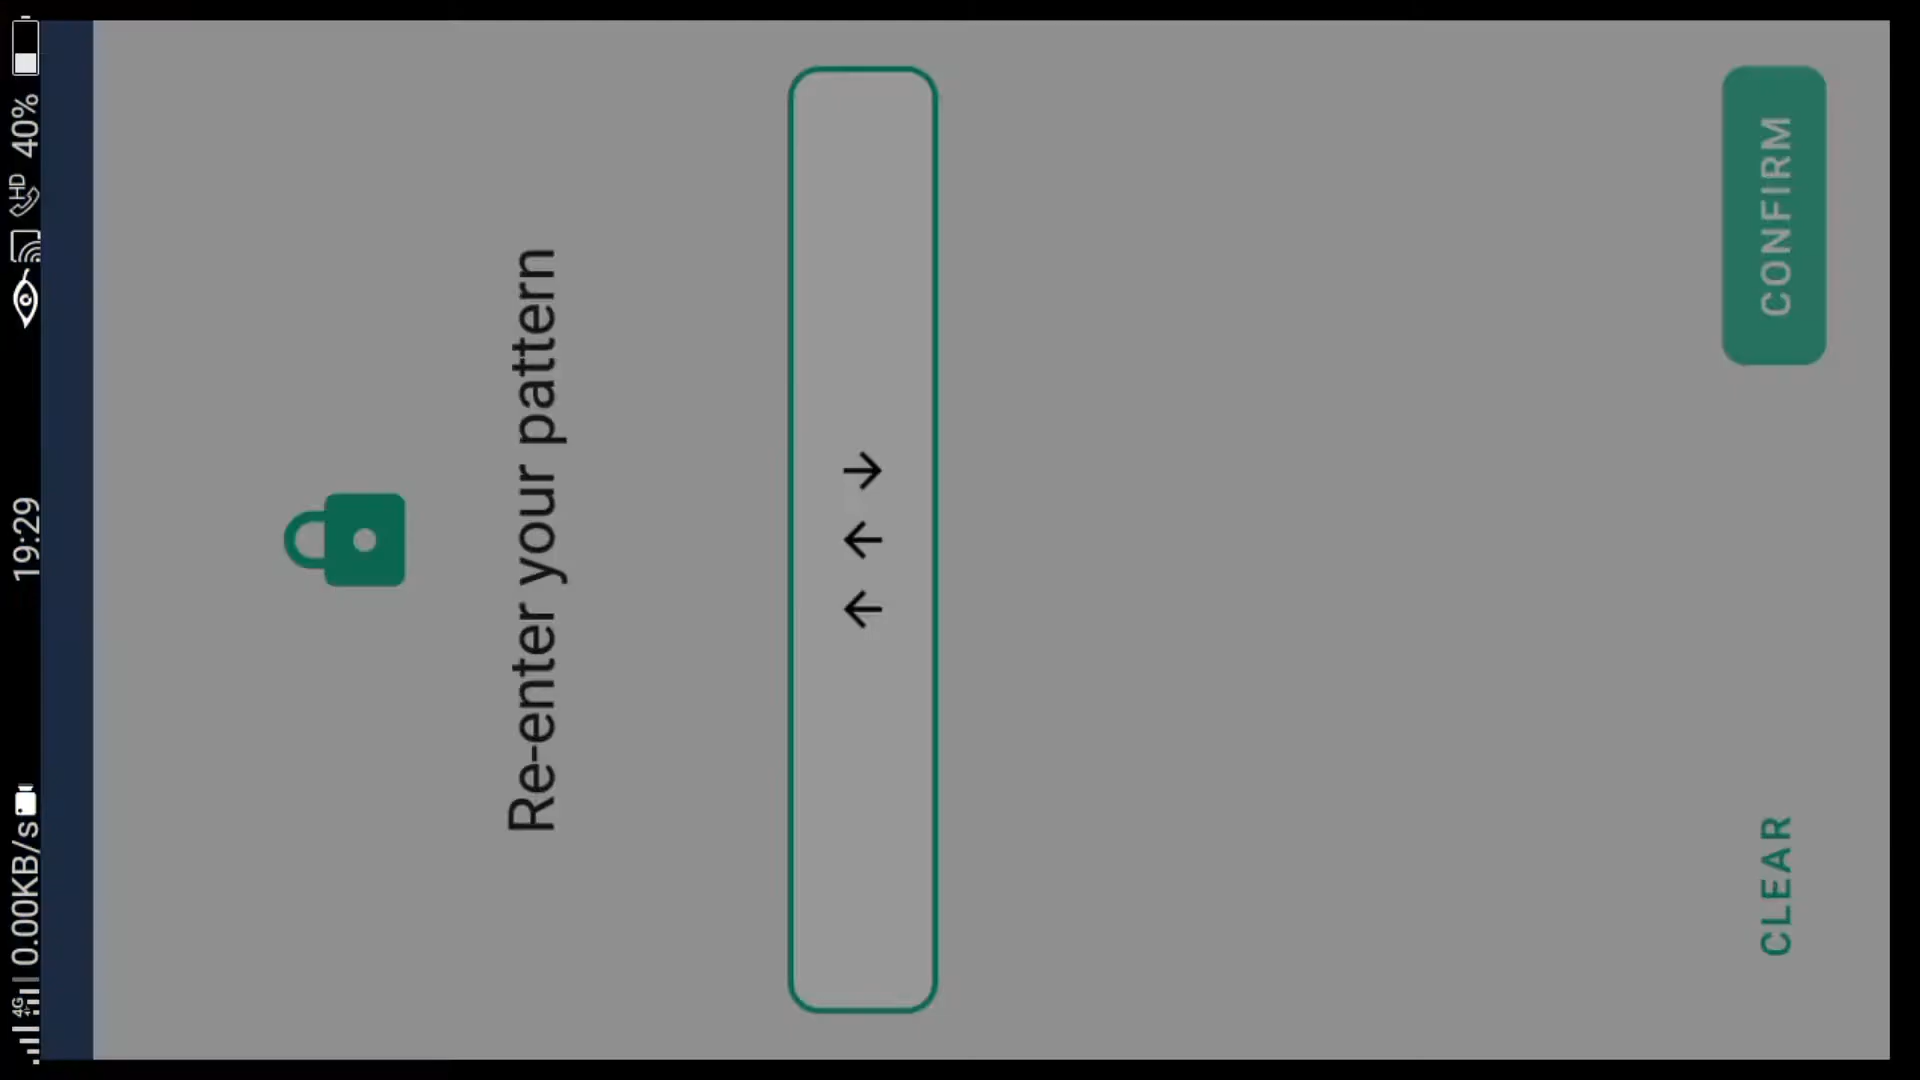 4G 0.00KB/s 19:29 HD 40%
Re-enter your pattern
↑ ↑ ↓
CLEAR CONFIRM